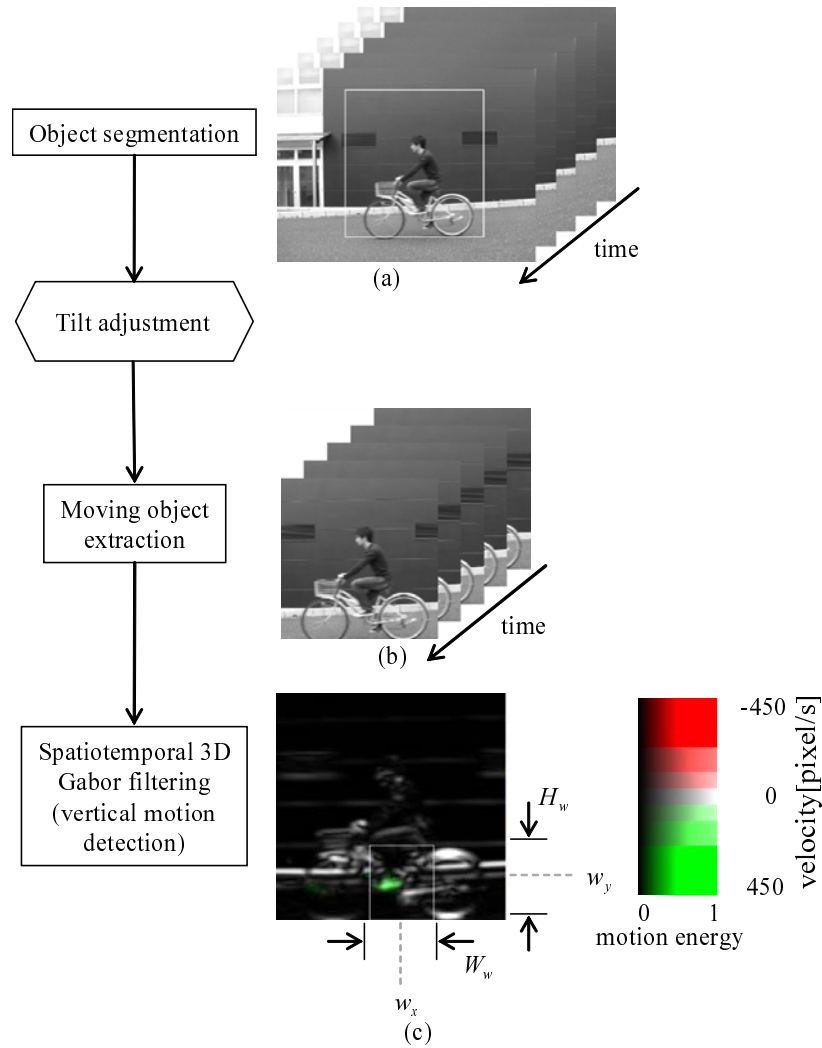 Object segmentation
time
(a)
Tilt adjustment
Moving object
extraction
time
(b)
Spatiotemporal 3D
Gabor filtering
(vertical motion
detection)
H_w
w_y
W_w
w_x
(c)
-450
0
450
velocity[pixel/s]
0 1
motion energy